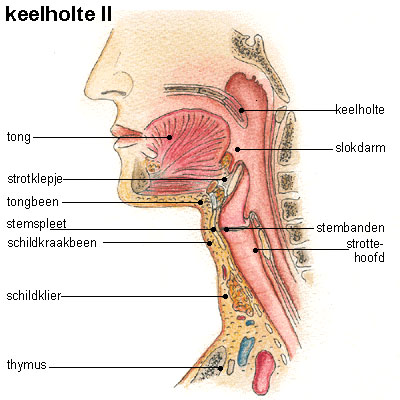 keelholte II
keelholte
tong
slokdarm
strotklepje
tongbeen
stemspleet
stembanden
schildkraakbeen
strotte-
hoofd
schildklier
thymus